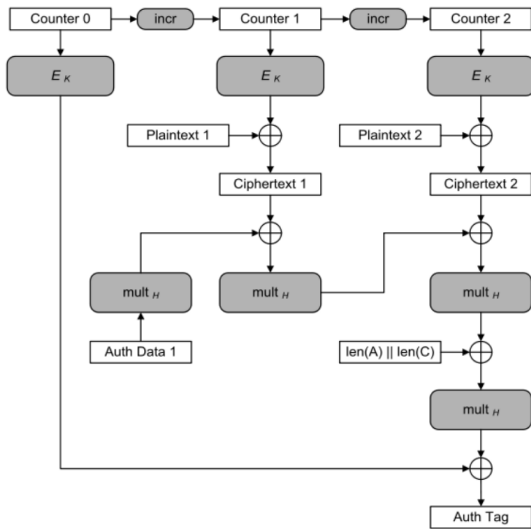 Counter 0
incr
Counter 1
incr
Counter 2
E K
E K
E K
Plaintext 1
Plaintext 2
Ciphertext 1
Ciphertext 2
mult H
mult H
mult H
Auth Data 1
len(A) || len(C)
mult H
Auth Tag